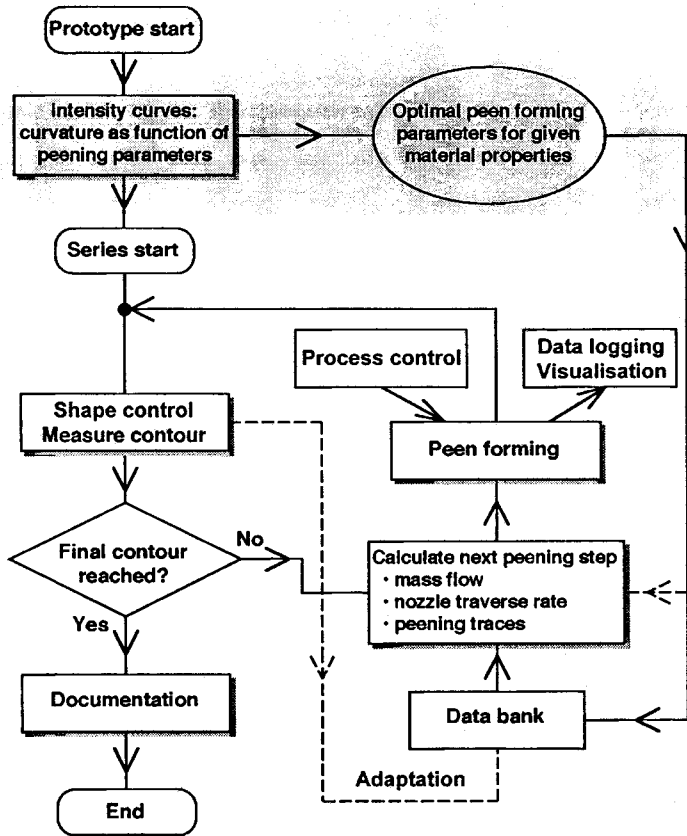 Prototype start
Intensity curves:
curvature as function of
peening parameters
Optimal peen forming
parameters for given
material properties
Series start
Process control
Data logging
Visualisation
Shape control
Measure contour
Peen forming
Final contour
reached?
No
Calculate next peening step
· mass flow
· nozzle traverse rate
· peening traces
Yes
Documentation
Data bank
Adaptation
End